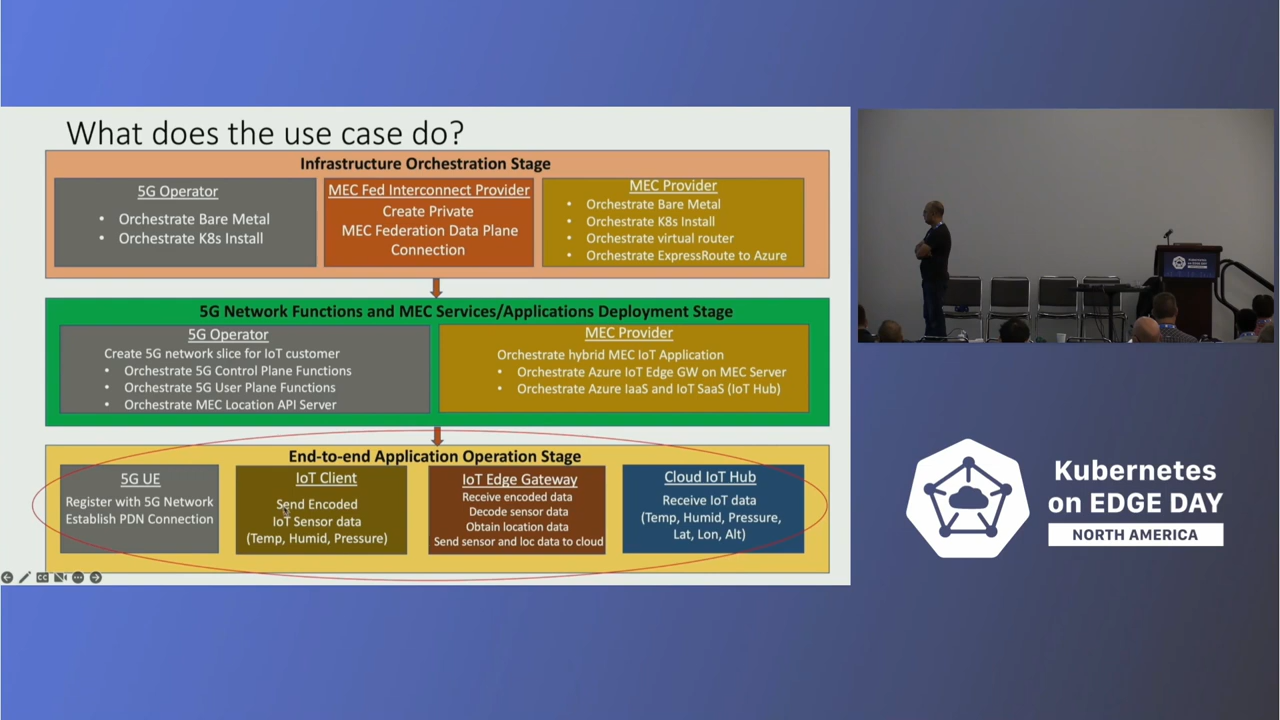 What does the use case do?
Infrastructure Orchestration Stage
5G Operator
• Orchestrate Bare Metal
• Orchestrate K8s Install
MEC Fed Interconnect Provider
Create Private
MEC Federation Data Plane
Connection
MEC Provider
• Orchestrate Bare Metal
• Orchestrate K8s Install
• Orchestrate virtual router
• Orchestrate ExpressRoute to Azure
5G Network Functions and MEC Services/Applications Deployment Stage
5G Operator
Create 5G network slice for IoT customer
• Orchestrate 5G Control Plane Functions
• Orchestrate 5G User Plane Functions
• Orchestrate MEC Location API Server
MEC Provider
Orchestrate hybrid MEC IoT Application
• Orchestrate Azure IoT Edge GW on MEC Server
• Orchestrate Azure IaaS and IoT SaaS (IoT Hub)
End-to-end Application Operation Stage
5G UE
Register with 5G Network
Establish PDN Connection
IoT Client
Send Encoded
IoT Sensor data
(Temp, Humid, Pressure)
IoT Edge Gateway
Receive encoded data
Decode sensor data
Obtain location data
Send sensor and loc data to cloud
Cloud IoT Hub
Receive IoT data
(Temp, Humid, Pressure,
Lat, Lon, Alt)
CC
Kubernetes
on EDGE DAY
NORTH AMERICA